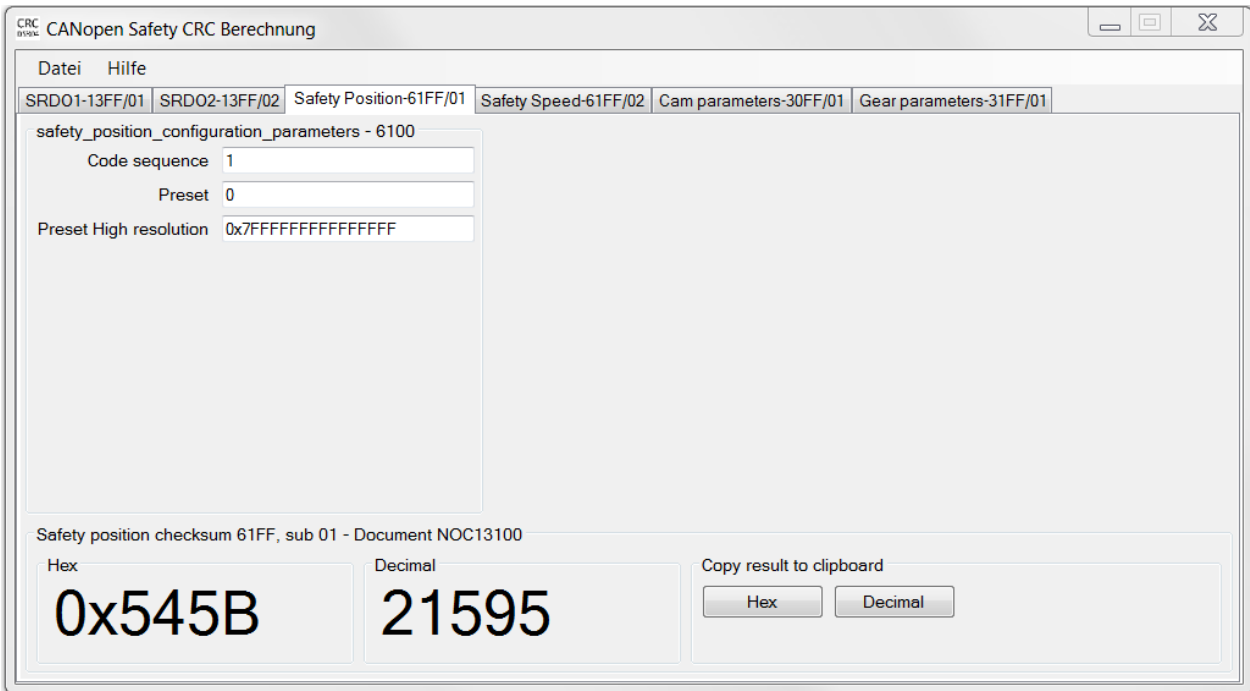 CRC CANopen Safety CRC Berechnung
Datei Hilfe
SRDO1-13FF/01 SRDO2-13FF/02 Safety Position-61FF/01 Safety Speed-61FF/02 Cam parameters-30FF/01 Gear parameters-31FF/01
safety_position_configuration_parameters - 6100
Code sequence 1
Preset 0
Preset High resolution 0x7FFFFFFFFFFFFFFF
Safety position checksum 61FF, sub 01 - Document NOC13100
Hex Decimal Copy result to clipboard
0x545B 21595 Hex Decimal